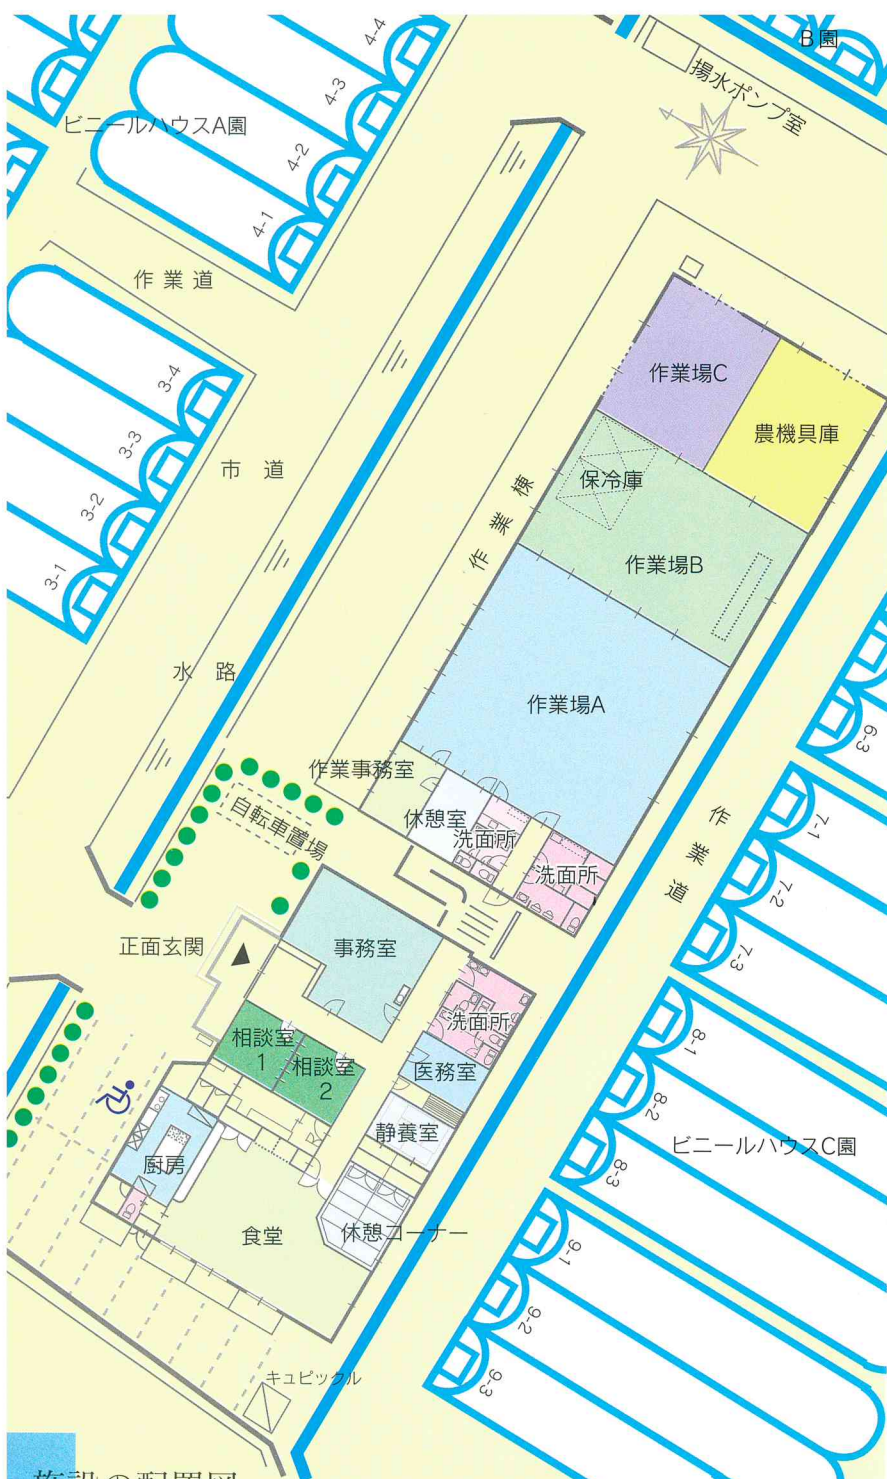 B園
揚水ポンプ室
4-4
4-3
4-2
4-1
ビニールハウスA園
作業道
3-4
3-3
3-2
3-1
市道
水路
作業棟
作業場C
農機具庫
保冷庫
作業場B
作業場A
作業事務室
休憩室
洗面所
洗面所
自転車置場
作業道
6-3
7-1
7-2
7-3
正面玄関
事務室
洗面所
相談室
1
相談室
2
医務室
静養室
厨房
食堂
休憩コーナー
8-1
8-2
8-3
ビニールハウスC園
9-1
9-2
9-3
キュピックル
施設の配置図